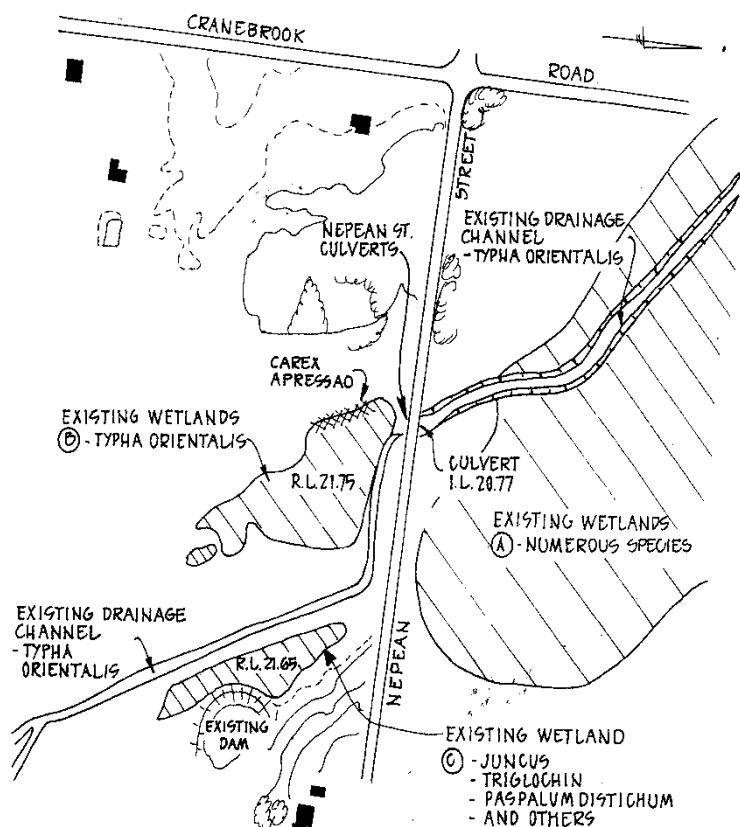 CRANEBROOK
ROAD
STREET
NEPEAN ST.
CULVERTS
EXISTING DRAINAGE
CHANNEL
- TYPHA ORIENTALIS
CAREX
APRESSAO
EXISTING WETLANDS
(B) - TYPHA ORIENTALIS
R.L. 21.75
CULVERT
I.L. 20.77
EXISTING WETLANDS
(A) - NUMEROUS SPECIES
EXISTING DRAINAGE
CHANNEL
- TYPHA
ORIENTALIS
R.L. 21.65
EXISTING
DAM
NEPEAN
EXISTING WETLAND
(C) - JUNCUS
- TRIGLOCHIN
- PASPALUM DISTICHUM
- AND OTHERS